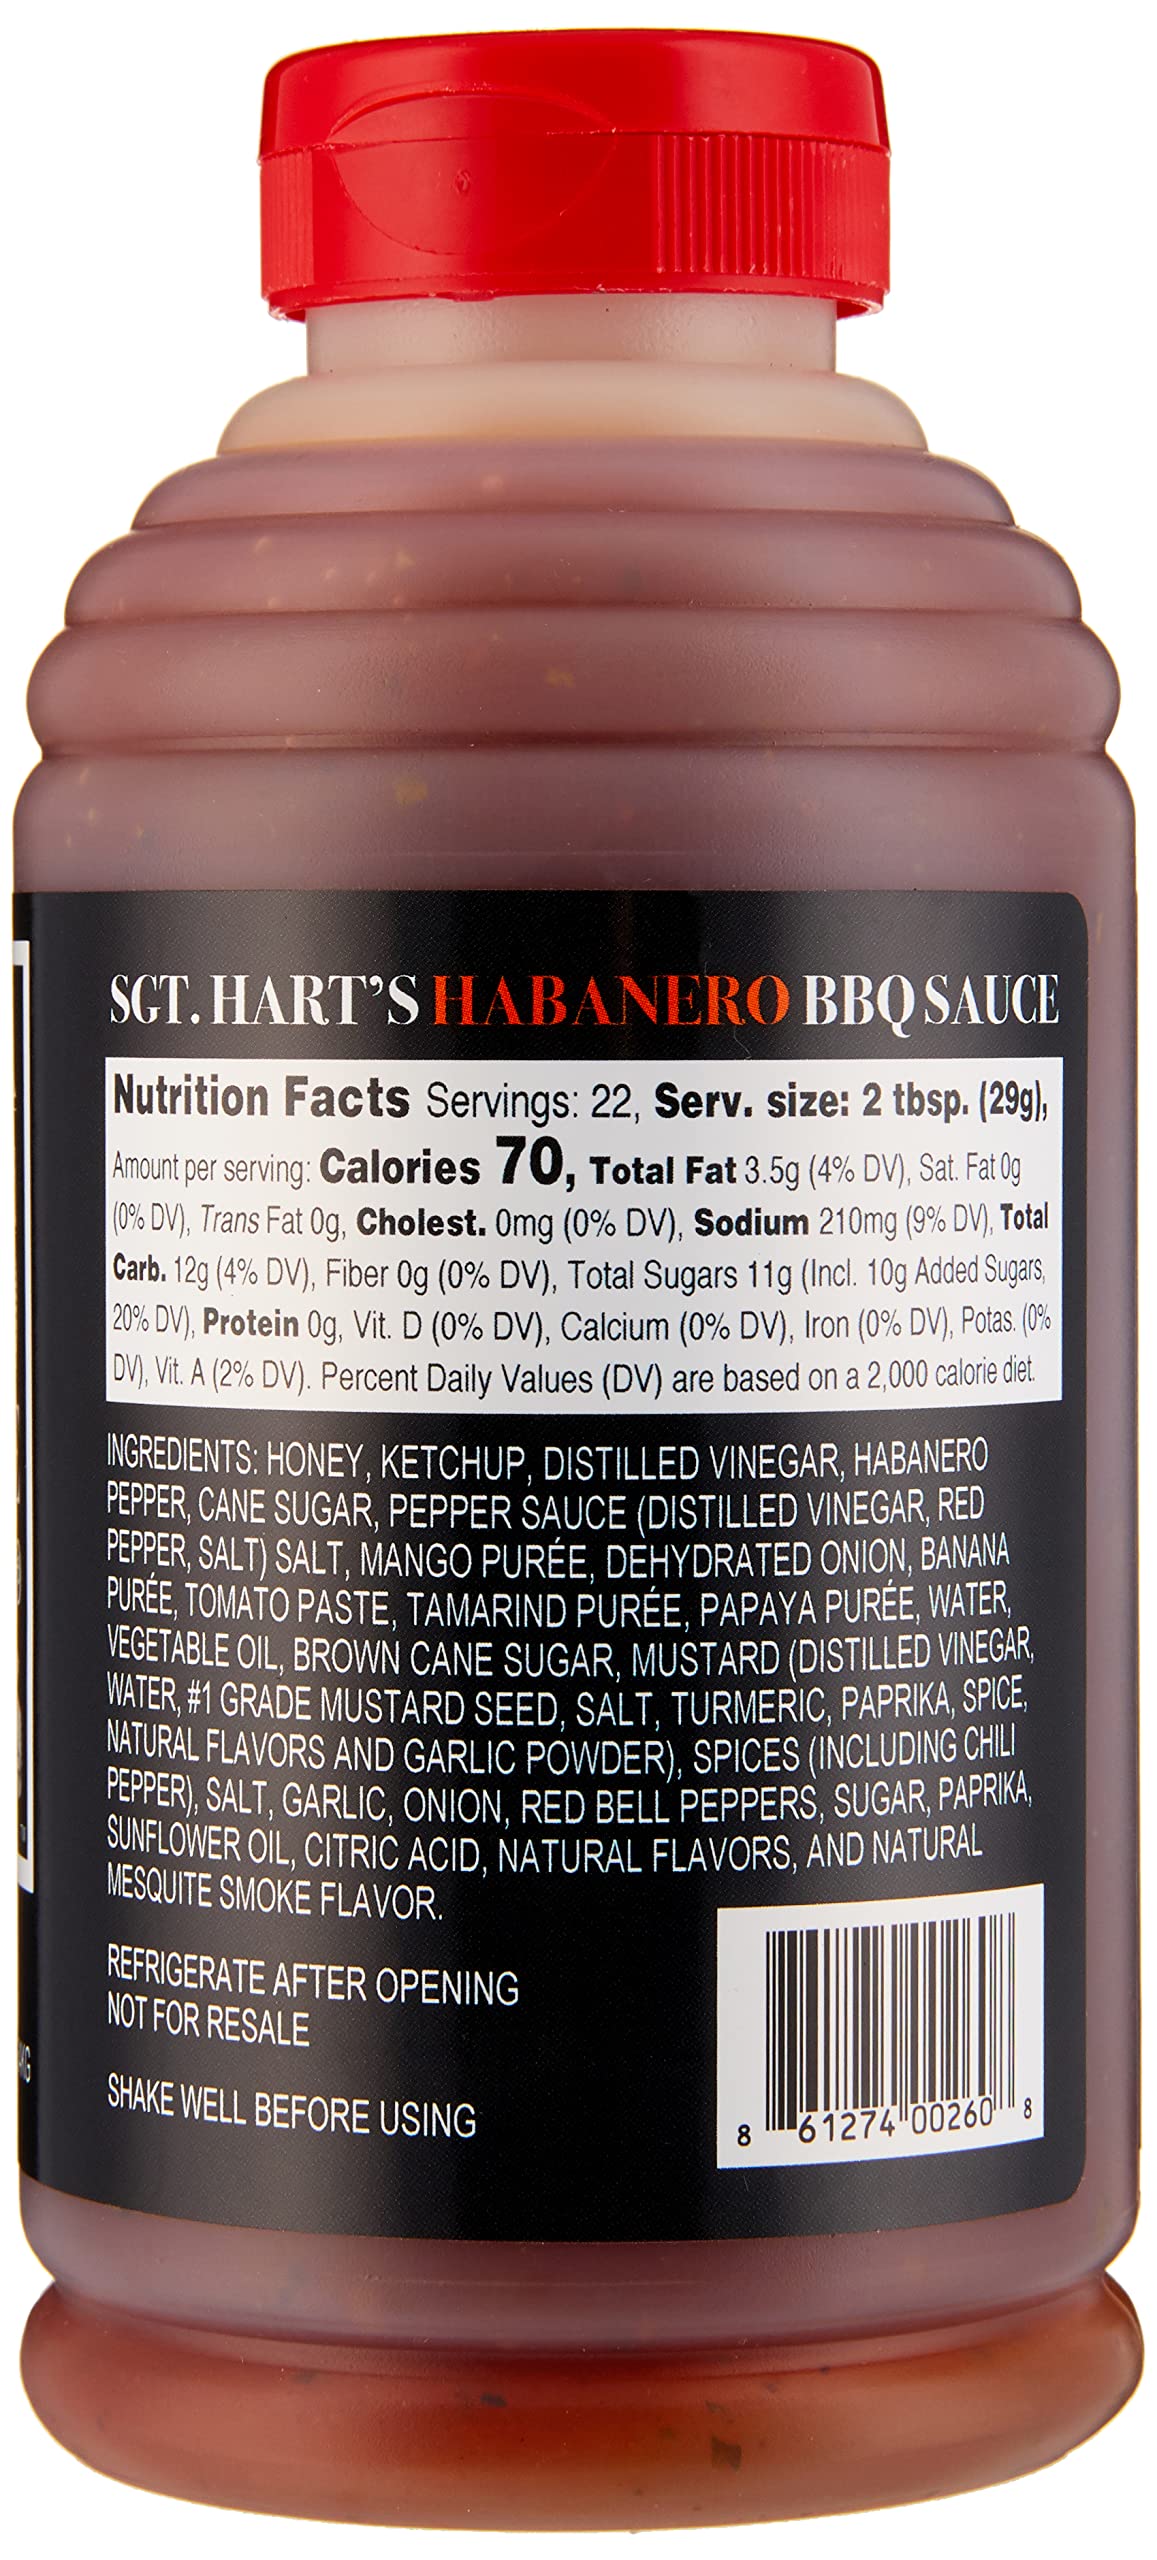 SGT. HART'S HABANERO BBQ SAUCE
Nutrition Facts Servings: 22, Serv. size: 2 tbsp. (29g),
Amount per serving: Calories 70, Total Fat 3.5g (4% DV), Sat. Fat 0g
(0% DV), Trans Fat 0g, Cholest. 0mg (0% DV), Sodium 210mg (9% DV), Total
Carb. 12g (4% DV), Fiber 0g (0% DV), Total Sugars 11g (Incl. 10g Added Sugars,
20% DV), Protein 0g, Vit. D (0% DV), Calcium (0% DV), Iron (0% DV), Potas. (0%
DV), Vit. A (2% DV). Percent Daily Values (DV) are based on a 2,000 calorie diet.
INGREDIENTS: HONEY, KETCHUP, DISTILLED VINEGAR, HABANERO
PEPPER, CANE SUGAR, PEPPER SAUCE (DISTILLED VINEGAR, RED
PEPPER, SALT) SALT, MANGO PURÉE, DEHYDRATED ONION, BANANA
PURÉE, TOMATO PASTE, TAMARIND PURÉE, PAPAYA PURÉE, WATER,
VEGETABLE OIL, BROWN CANE SUGAR, MUSTARD (DISTILLED VINEGAR,
WATER, #1 GRADE MUSTARD SEED, SALT, TURMERIC, PAPRIKA, SPICE,
NATURAL FLAVORS AND GARLIC POWDER), SPICES (INCLUDING CHILI
PEPPER), SALT, GARLIC, ONION, RED BELL PEPPERS, SUGAR, PAPRIKA,
SUNFLOWER OIL, CITRIC ACID, NATURAL FLAVORS, AND NATURAL
MESQUITE SMOKE FLAVOR.
REFRIGERATE AFTER OPENING
NOT FOR RESALE
SHAKE WELL BEFORE USING
8 61274 00260 8